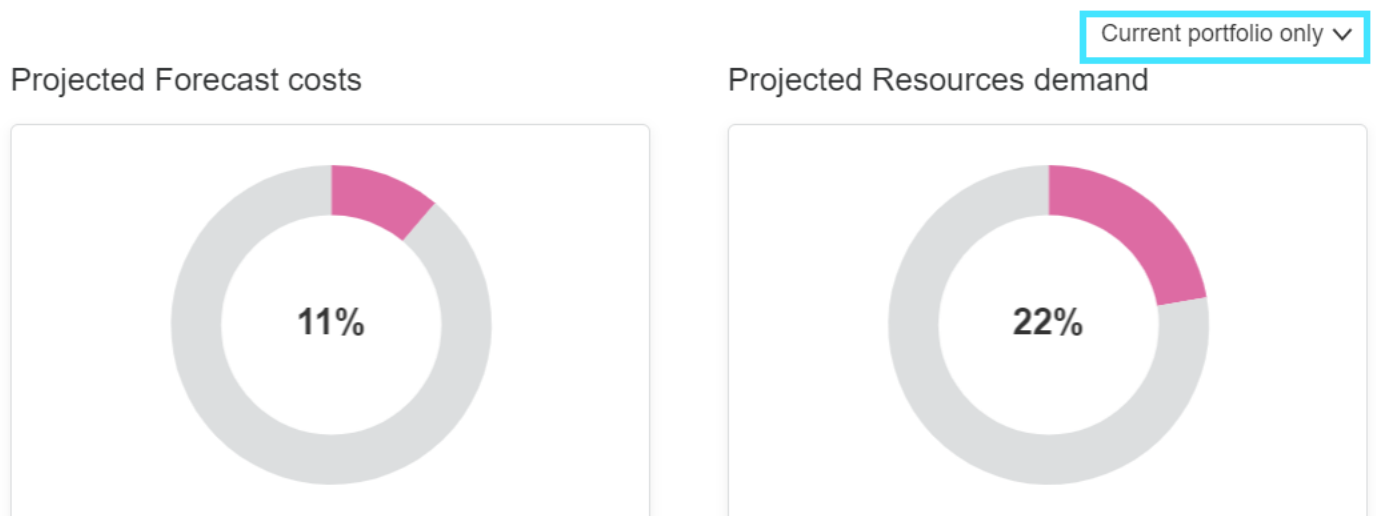 Current portfolio only
Projected Forecast costs
Projected Resources demand
11%
22%